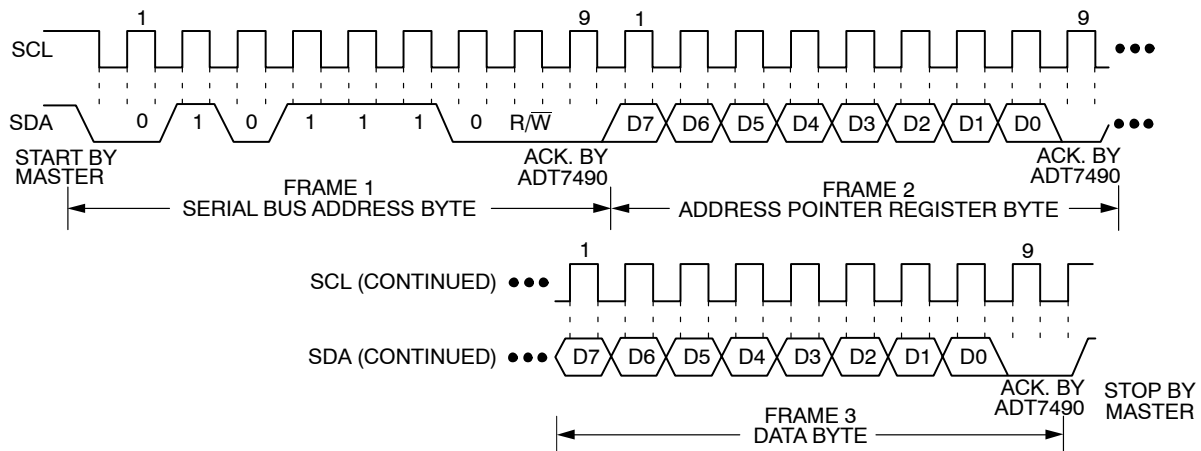 1 9 1 9
SCL
SDA 0 1 0 1 1 1 0 R/W̅ D7 D6 D5 D4 D3 D2 D1 D0
START BY MASTER
ACK. BY ADT7490
ACK. BY ADT7490
FRAME 1
SERIAL BUS ADDRESS BYTE
FRAME 2
ADDRESS POINTER REGISTER BYTE
1 9
SCL (CONTINUED)
SDA (CONTINUED) D7 D6 D5 D4 D3 D2 D1 D0
ACK. BY ADT7490
STOP BY MASTER
FRAME 3
DATA BYTE